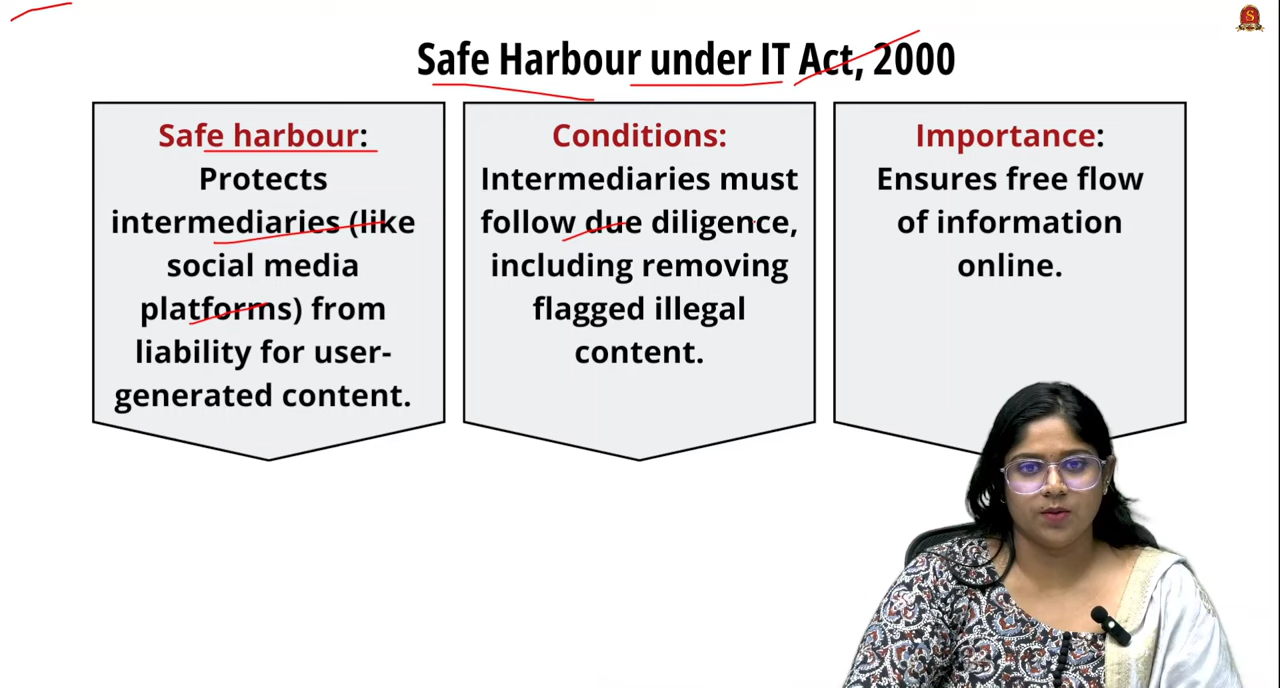 Safe Harbour under IT Act, 2000
Safe harbour:
Protects
intermediaries (like
social media
platforms) from
liability for user-
generated content.
Conditions:
Intermediaries must
follow due diligence,
including removing
flagged illegal
content.
Importance:
Ensures free flow
of information
online.